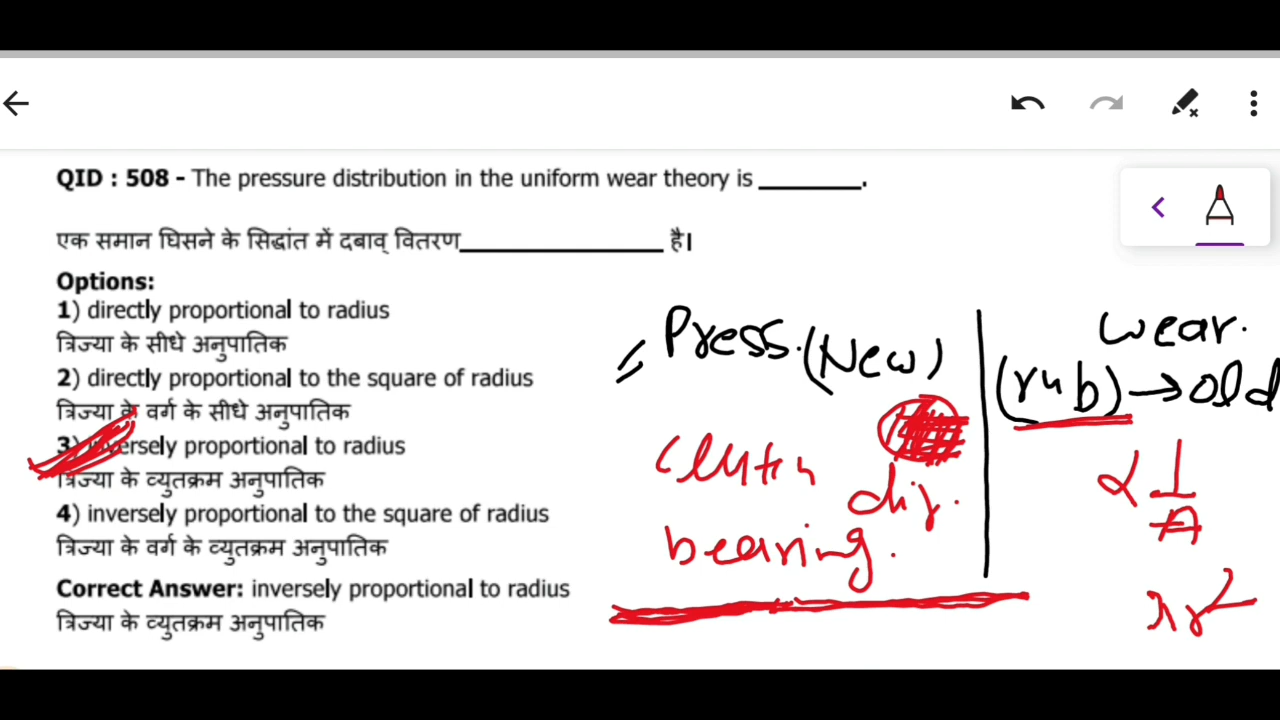 QID : 508 - The pressure distribution in the uniform wear theory is ________.
एक समान घिसने के सिद्धांत में दबाव् वितरण________________ है।
Options:
1) directly proportional to radius
त्रिज्या के सीधे अनुपातिक
2) directly proportional to the square of radius
त्रिज्या के वर्ग के सीधे अनुपातिक
3) inversely proportional to radius
त्रिज्या के व्युतक्रम अनुपातिक
4) inversely proportional to the square of radius
त्रिज्या के वर्ग के व्युतक्रम अनुपातिक
Correct Answer: inversely proportional to radius
त्रिज्या के व्युतक्रम अनुपातिक
Press. (New)
clutch
bearing.
wear.
(rub) → old
α 1/A
πr²